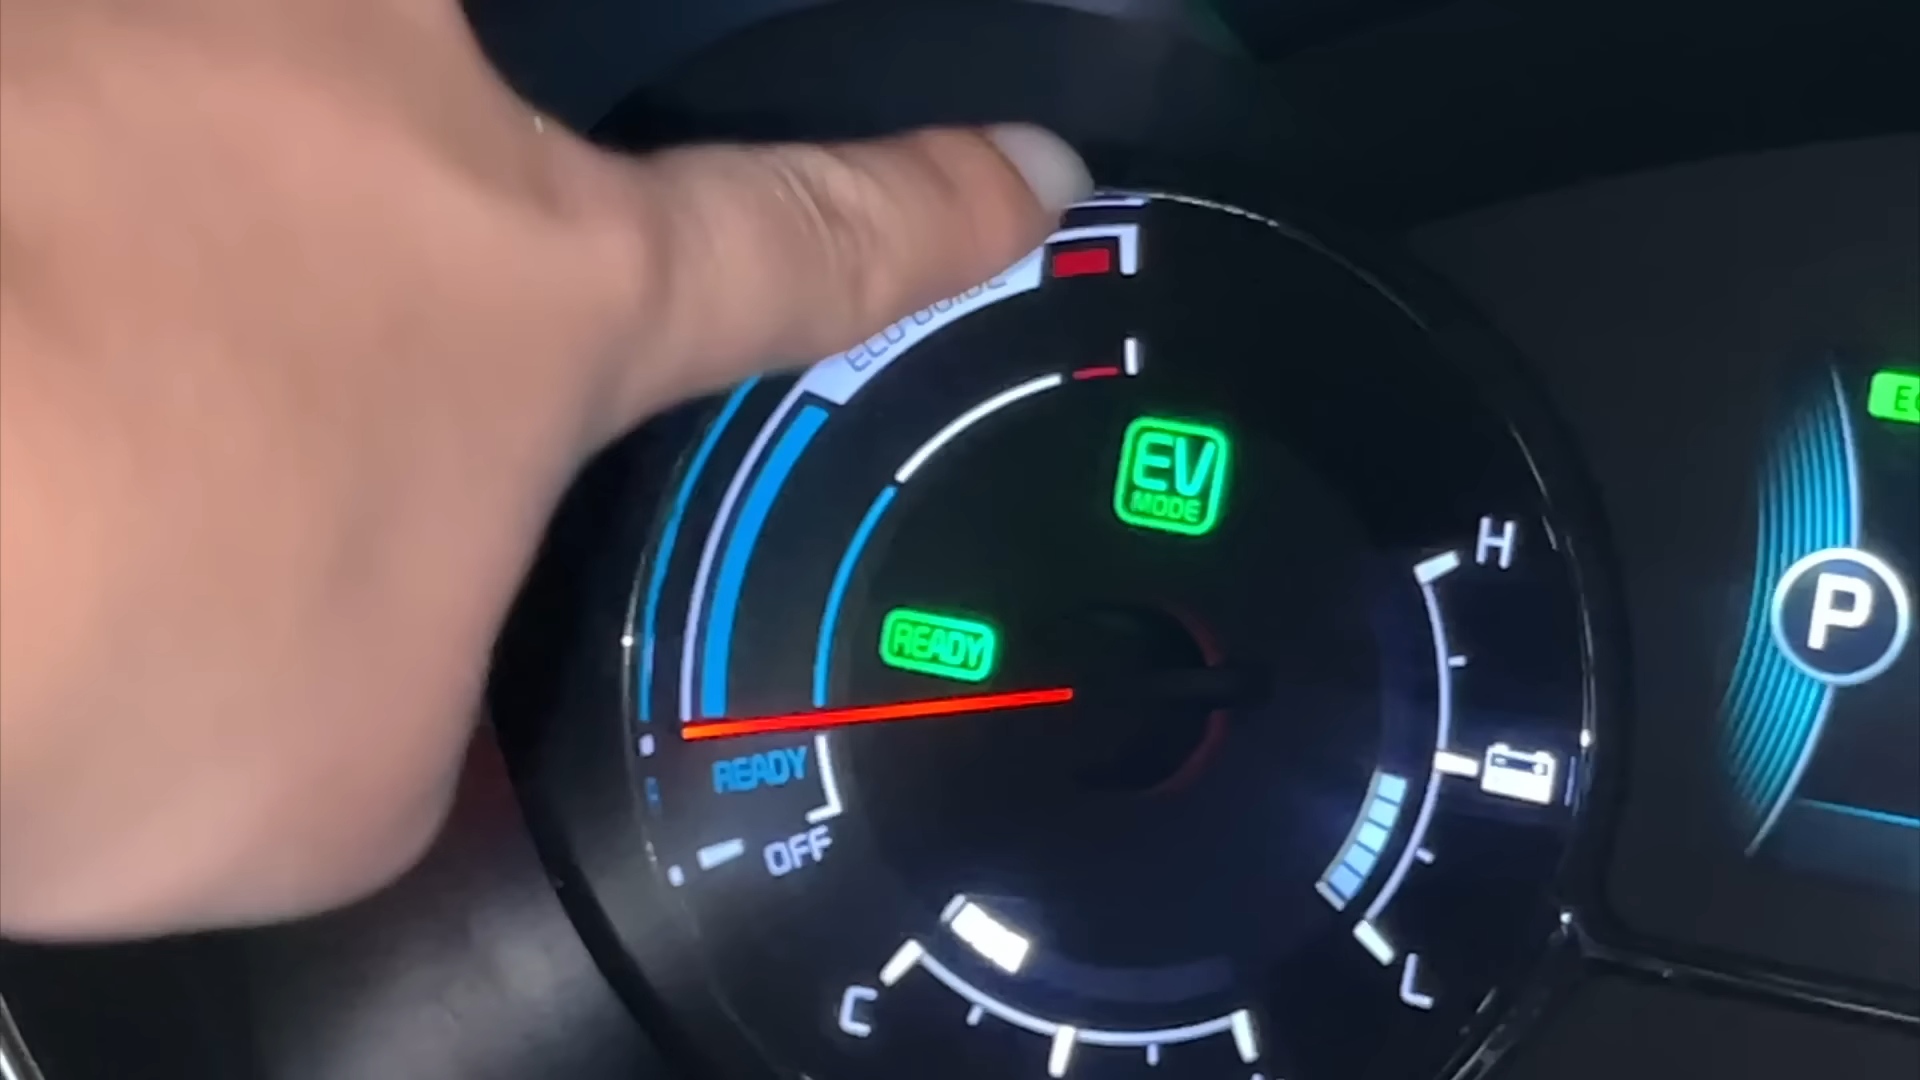 ECO GUIDE
EV
MODE
READY
READY
OFF
H
L
C
P